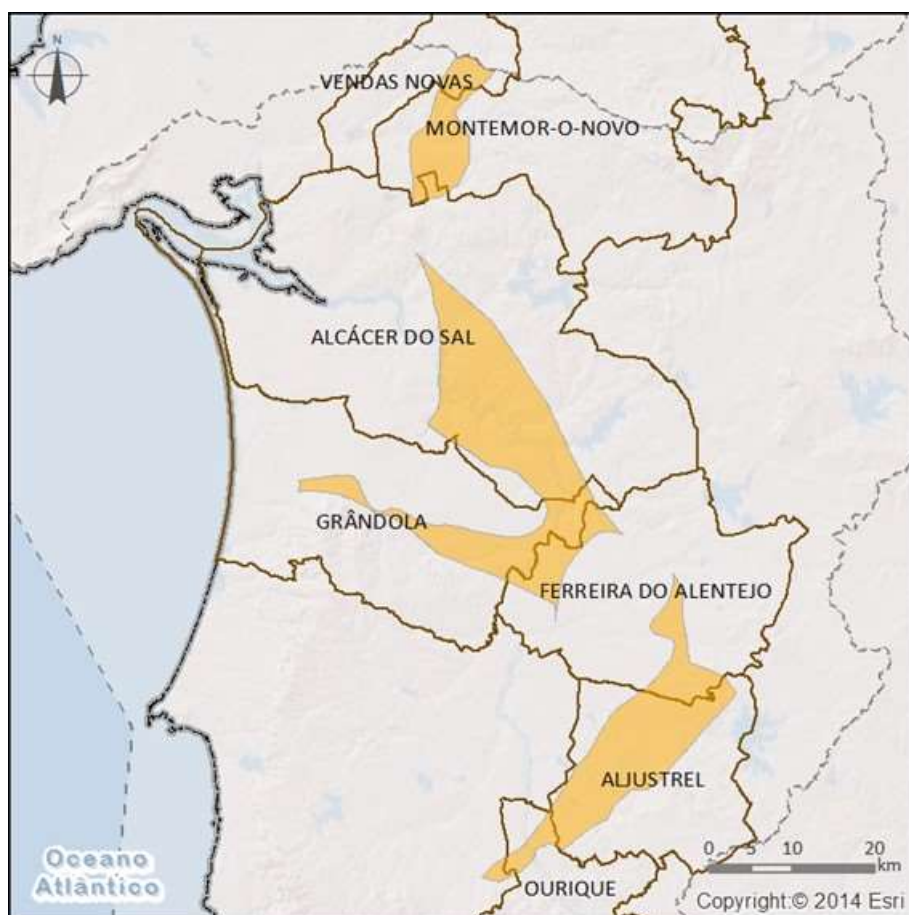 N
VENDAS NOVAS
MONTEMOR-O-NOVO
ALCÁCER DO SAL
GRÂNDOLA
FERREIRA DO ALENTEJO
ALJUSTREL
OURIQUE
Oceano
Atlântico
0 5 10 20
km
Copyright:© 2014 Esri